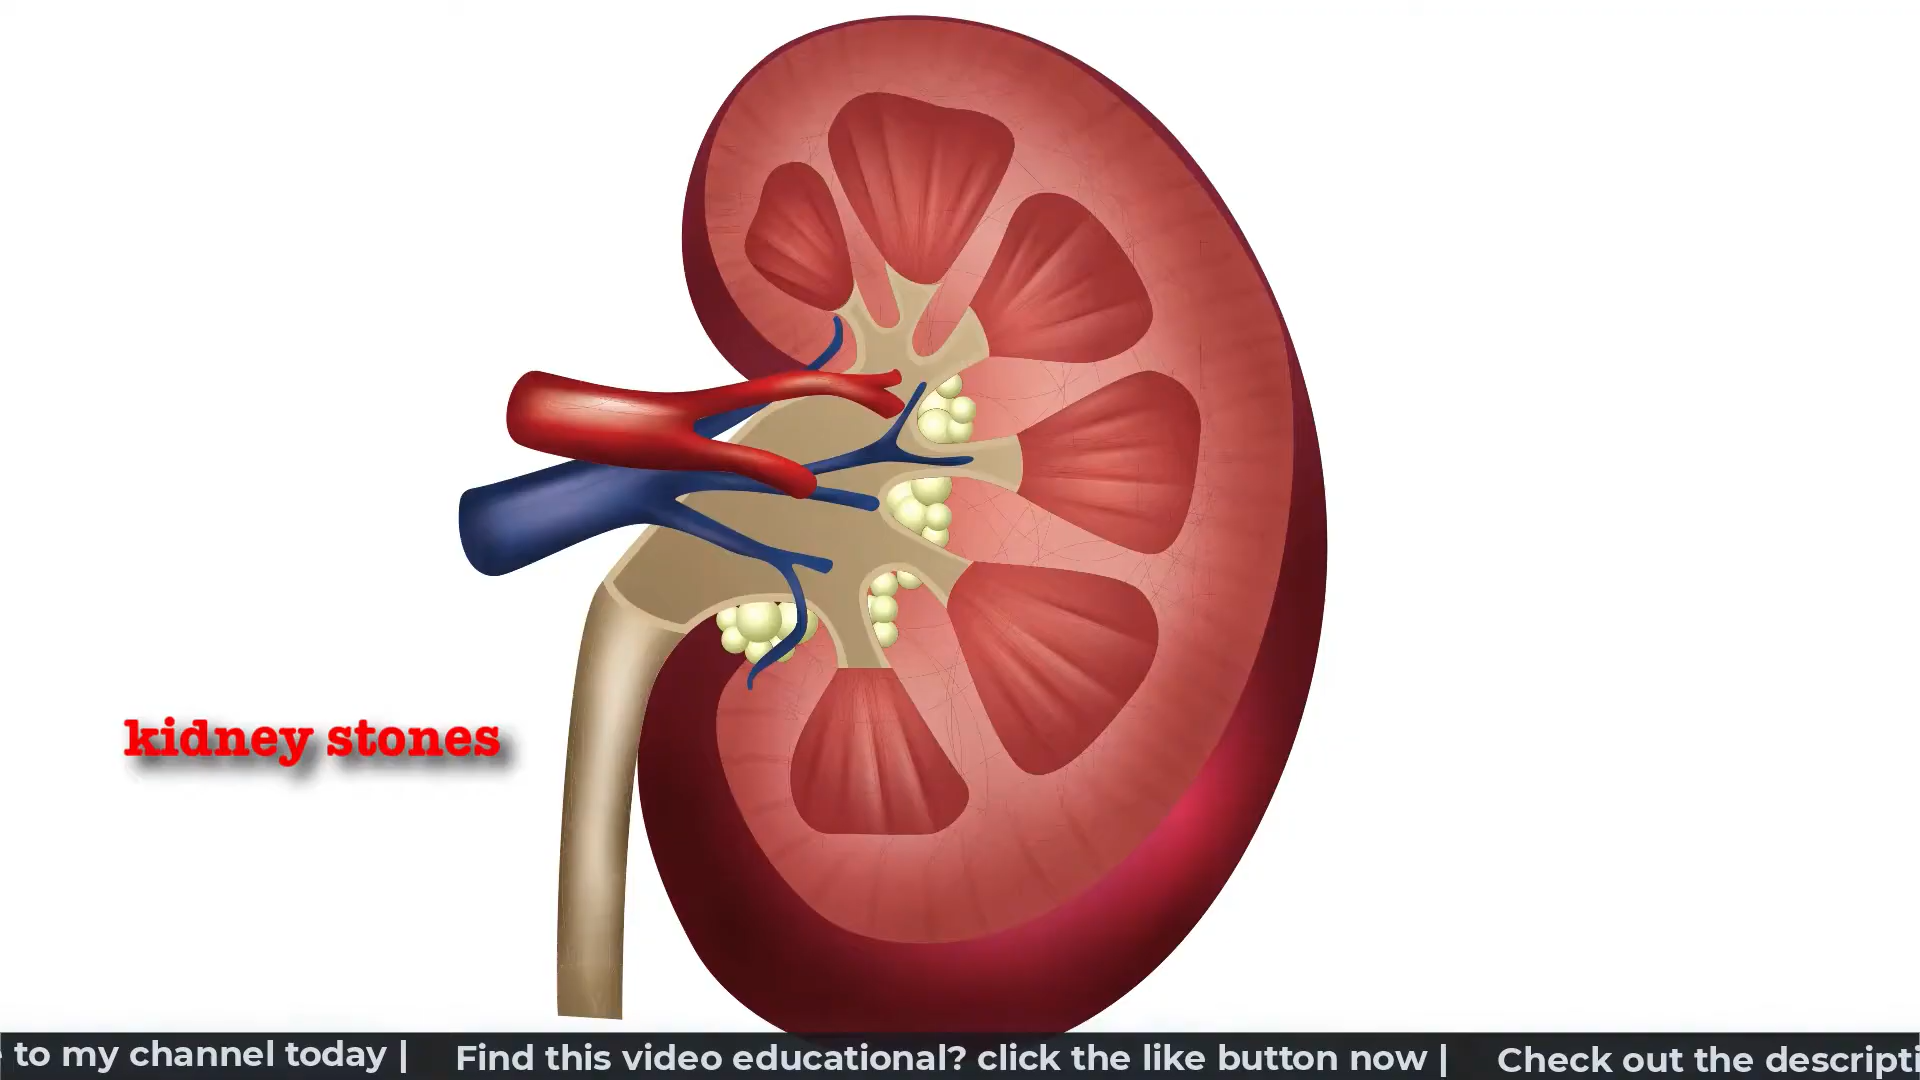 kidney stones
to my channel today | Find this video educational? click the like button now | Check out the descripti